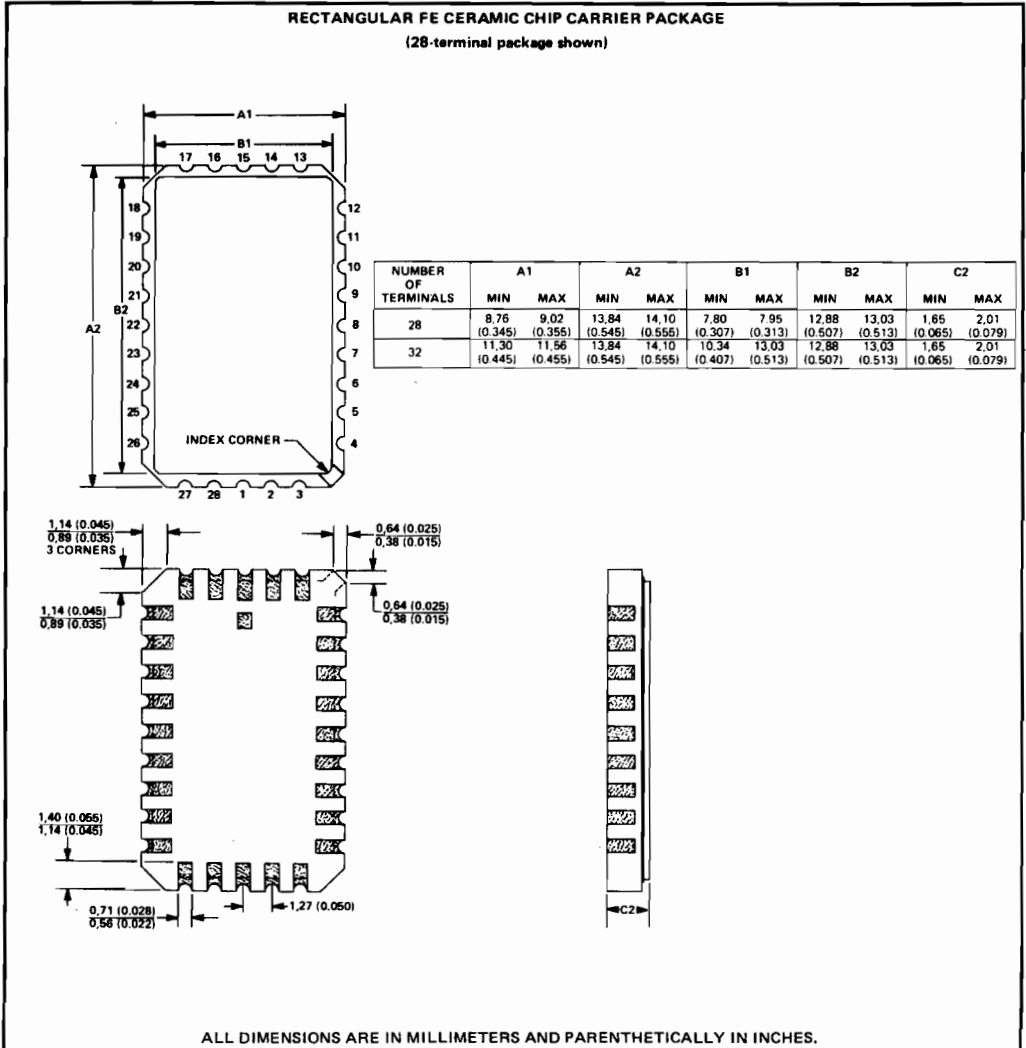 RECTANGULAR FE CERAMIC CHIP CARRIER PACKAGE
(28-terminal package shown)
A1
B1
17 16 15 14 13
18 12
19 11
20 10
21 9
B2
A2
22 8
23 7
24 6
25 5
26 INDEX CORNER 4
27 28 1 2 3
NUMBER OF TERMINALS A1 A2 B1 B2 C2
MIN MAX MIN MAX MIN MAX MIN MAX MIN MAX
28 8,76 9,02 13,84 14,10 7,80 7,95 12,88 13,03 1,65 2,01
(0.345) (0.355) (0.545) (0.555) (0.307) (0.313) (0.507) (0.513) (0.065) (0.079)
32 11,30 11,56 13,84 14,10 10,34 13,03 12,88 13,03 1,65 2,01
(0.445) (0.455) (0.545) (0.555) (0.407) (0.513) (0.507) (0.513) (0.065) (0.079)
1,14 (0.045)
0,89 (0.035)
3 CORNERS
0,64 (0.025)
0,38 (0.015)
1,14 (0.045)
0,89 (0.035)
0,64 (0.025)
0,38 (0.015)
1,40 (0.055)
1,14 (0.045)
0,71 (0.028)
0,56 (0.022)
1,27 (0.050)
C2
ALL DIMENSIONS ARE IN MILLIMETERS AND PARENTHETICALLY IN INCHES.